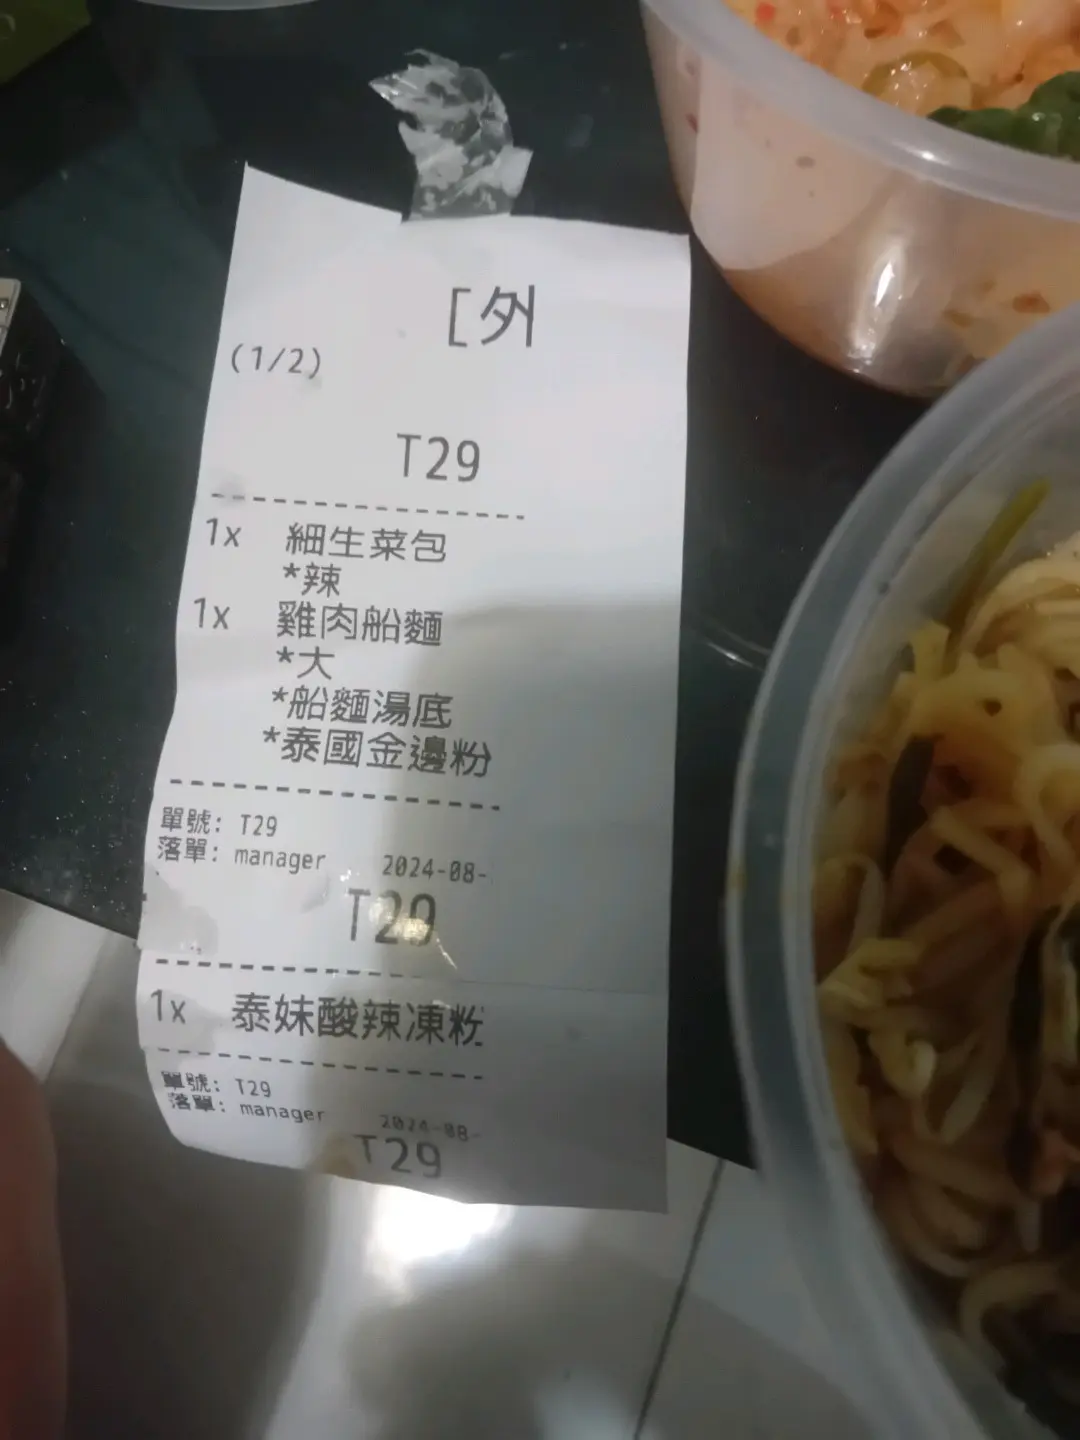 [外
(1/2)
T29
1x 細生菜包
*辣
1x 雞肉船麵
*大
*船麵湯底
*泰國金邊粉
單號: T29
落單: manager 2024-08-
T29
1x 泰妹酸辣凍粉
單號: T29
落單: manager 2024-08-
T29